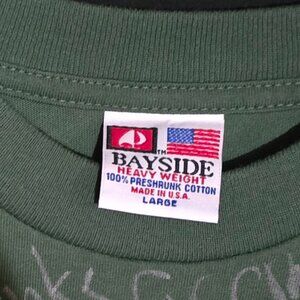 TM
BAYSIDE
HEAVY WEIGHT
100% PRESHRUNK COTTON
MADE IN U.S.A.
LARGE